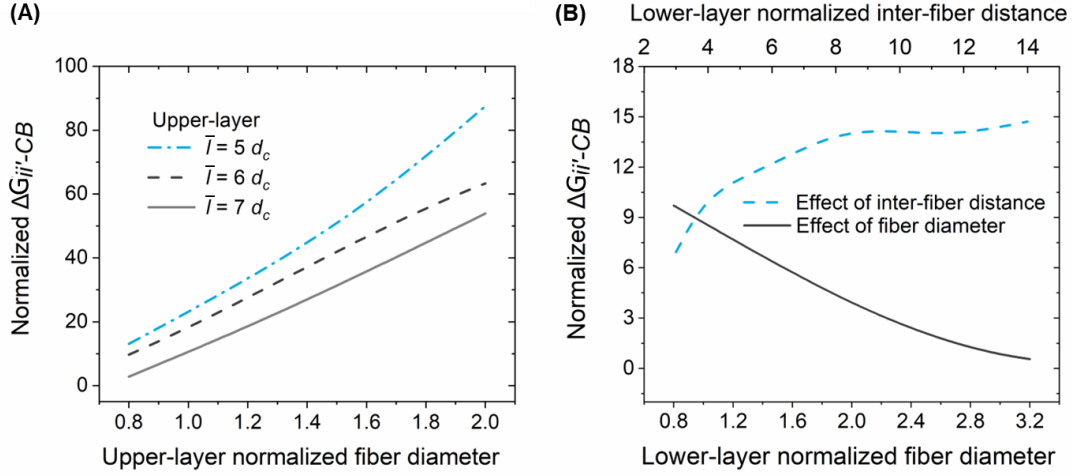 (A)
Normalized ΔGii'-CB
100
80
60
40
20
0
Upper-layer
l̅ = 5 dc
l̅ = 6 dc
l̅ = 7 dc
0.8 1.0 1.2 1.4 1.6 1.8 2.0
Upper-layer normalized fiber diameter
(B)
Lower-layer normalized inter-fiber distance
2 4 6 8 10 12 14
Normalized ΔGii'-CB
18
15
12
9
6
3
0
Effect of inter-fiber distance
Effect of fiber diameter
0.8 1.2 1.6 2.0 2.4 2.8 3.2
Lower-layer normalized fiber diameter